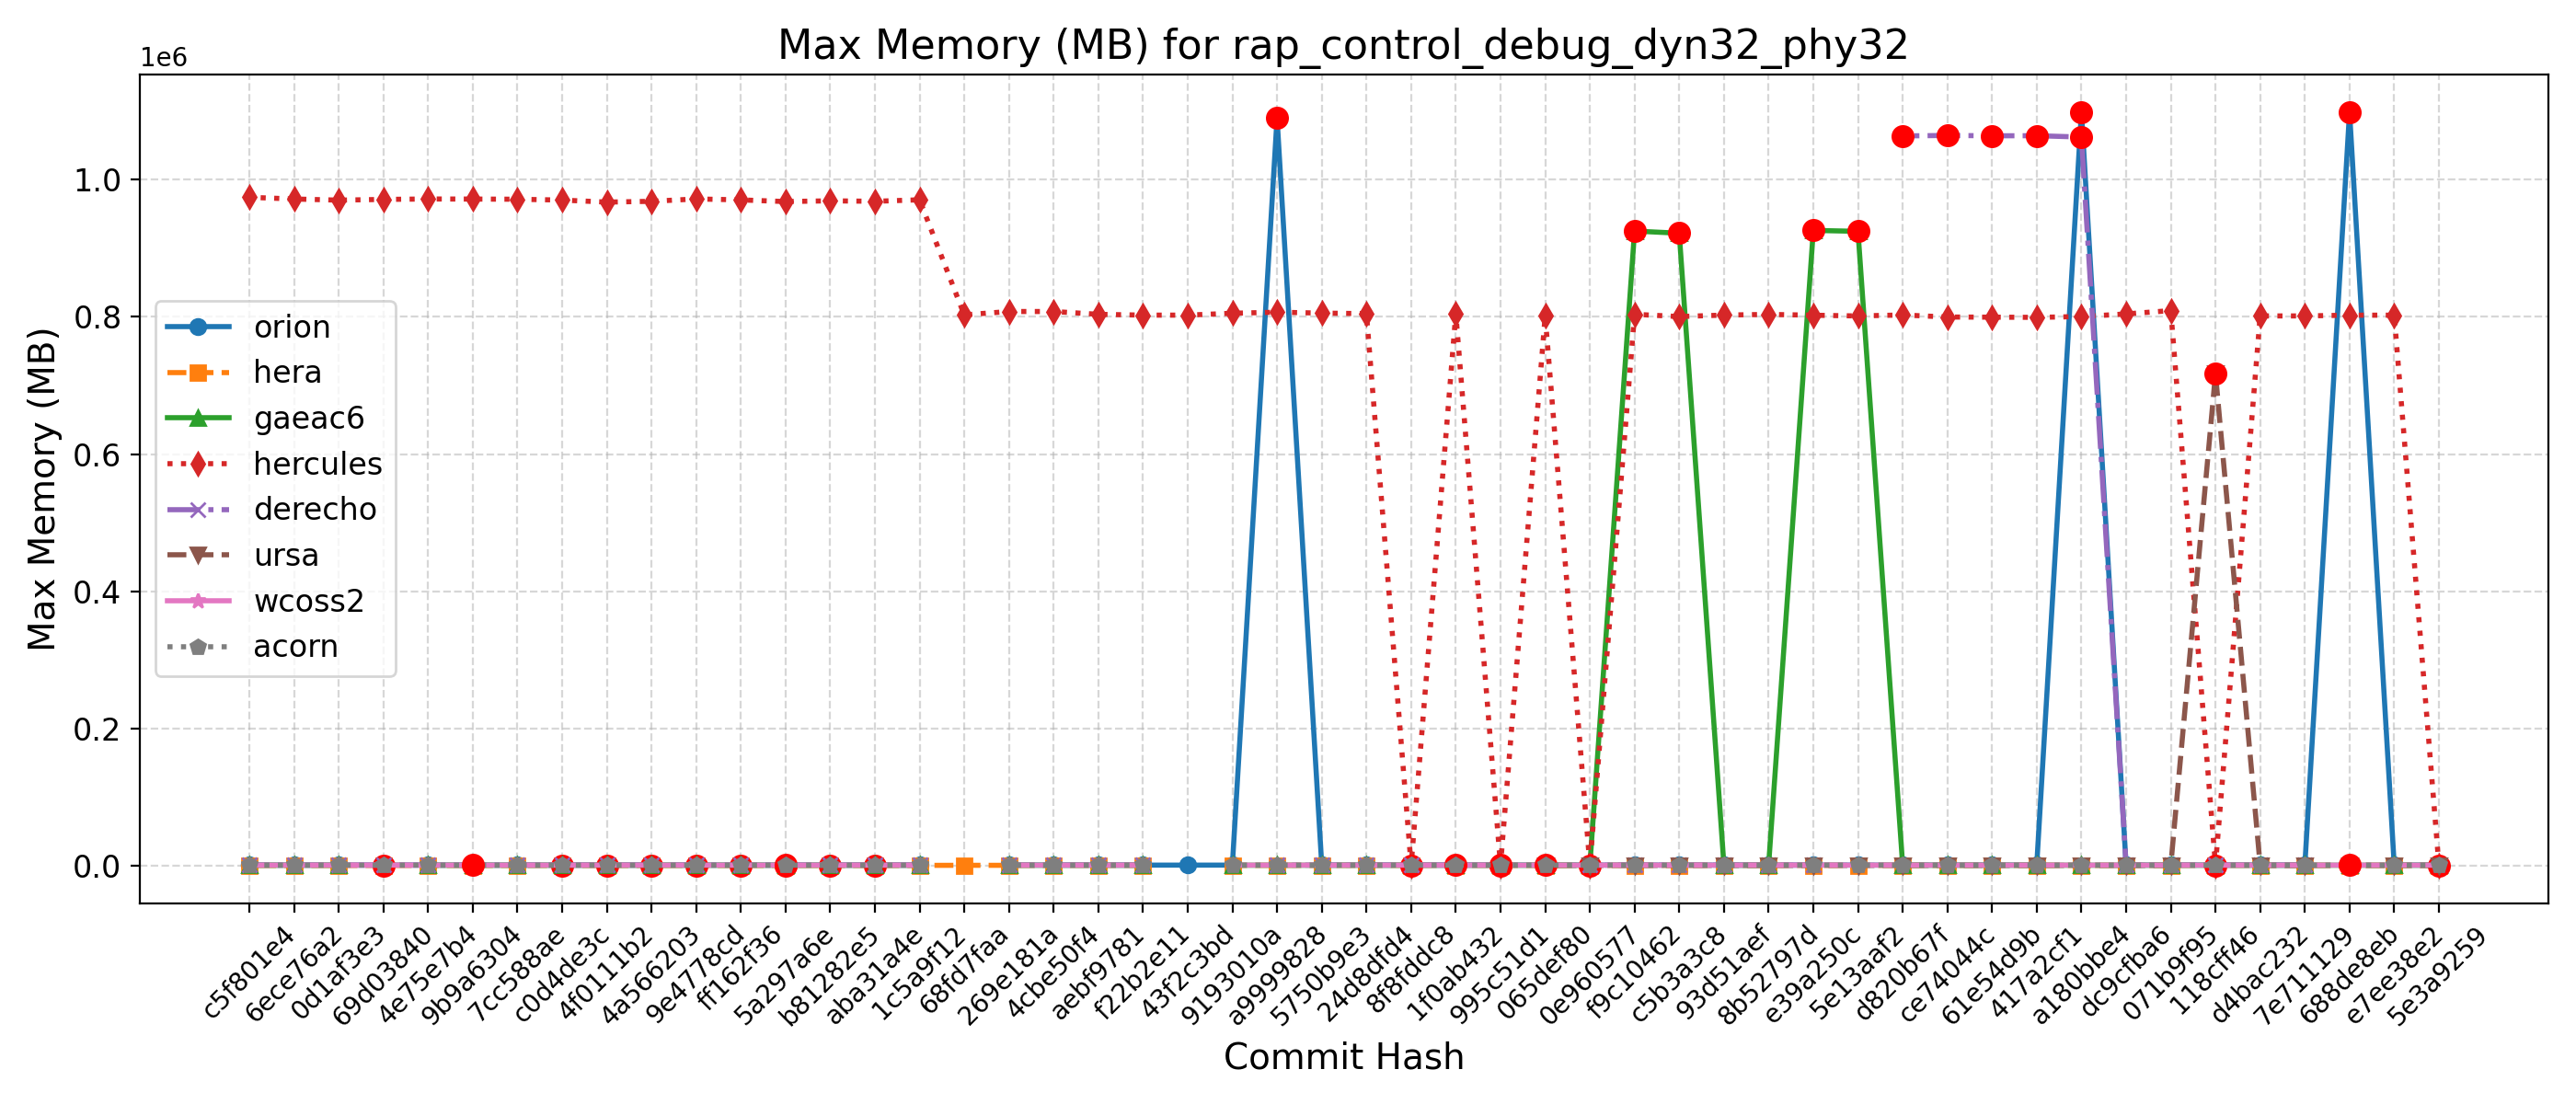 Max Memory (MB) for rap_control_debug_dyn32_phy32
1e6
1.0
0.8
0.6
0.4
0.2
0.0
Max Memory (MB)
orion
hera
gaeac6
hercules
derecho
ursa
wcoss2
acorn
c5f801e4
6ece76a2
0d1af3e3
69d03840
4e75e7b4
9b9a6304
7cc588ae
c0d4de3c
4f0111b2
4a566203
9e4778cd
ff162f36
5a297a6e
b81282e5
aba31a4e
1c5a9f12
68fd7faa
269e181a
4cbe50f4
aebf9781
f22b2e11
43f2c3bd
9193010a
a9999828
5750b9e3
24d8dfd4
8f8fddc8
1f0ab432
995c51d1
065def80
0e960577
f9c10462
c5b3a3c8
93d51aef
8b52797d
e39a250c
5e13aaf2
d820b67f
ce74044c
61e54d9b
417a2cf1
a180bbe4
dc9cfba6
071b9f95
118cff46
d4bac232
7e711129
688de8eb
e7ee38e2
5e3a9259
Commit Hash